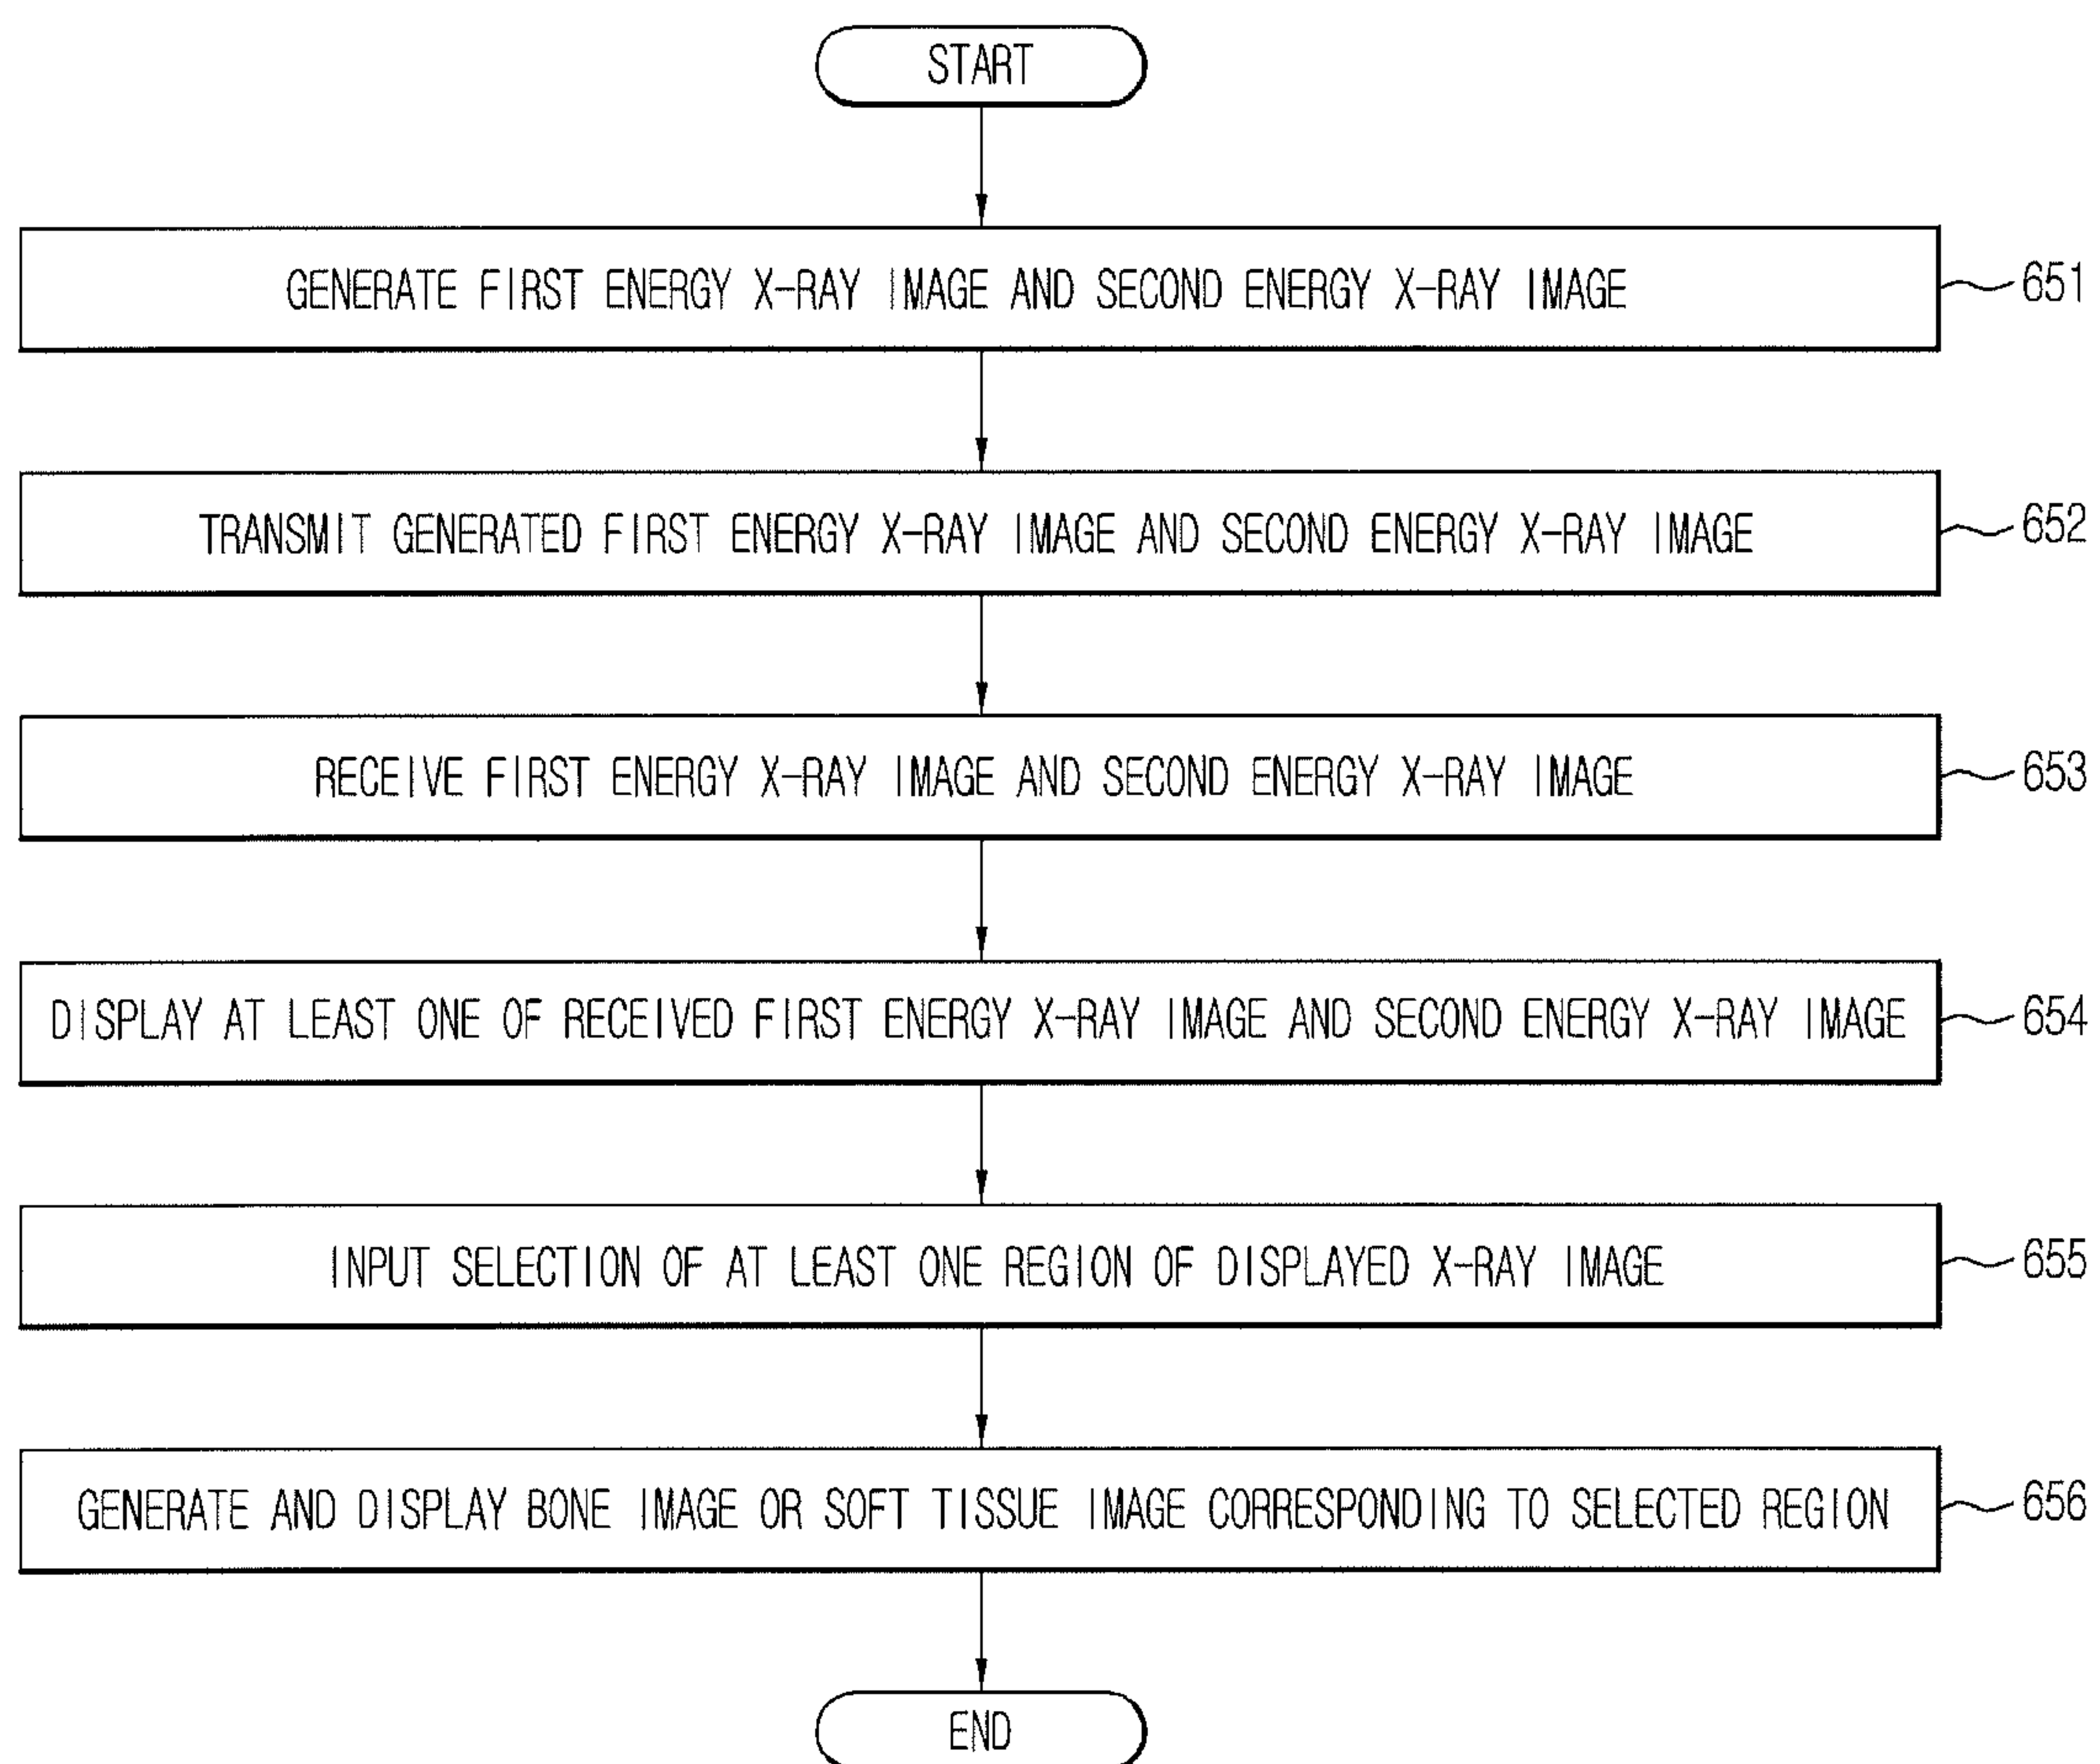 START
GENERATE FIRST ENERGY X-RAY IMAGE AND SECOND ENERGY X-RAY IMAGE
651
TRANSMIT GENERATED FIRST ENERGY X-RAY IMAGE AND SECOND ENERGY X-RAY IMAGE
652
RECEIVE FIRST ENERGY X-RAY IMAGE AND SECOND ENERGY X-RAY IMAGE
653
DISPLAY AT LEAST ONE OF RECEIVED FIRST ENERGY X-RAY IMAGE AND SECOND ENERGY X-RAY IMAGE
654
INPUT SELECTION OF AT LEAST ONE REGION OF DISPLAYED X-RAY IMAGE
655
GENERATE AND DISPLAY BONE IMAGE OR SOFT TISSUE IMAGE CORRESPONDING TO SELECTED REGION
656
END